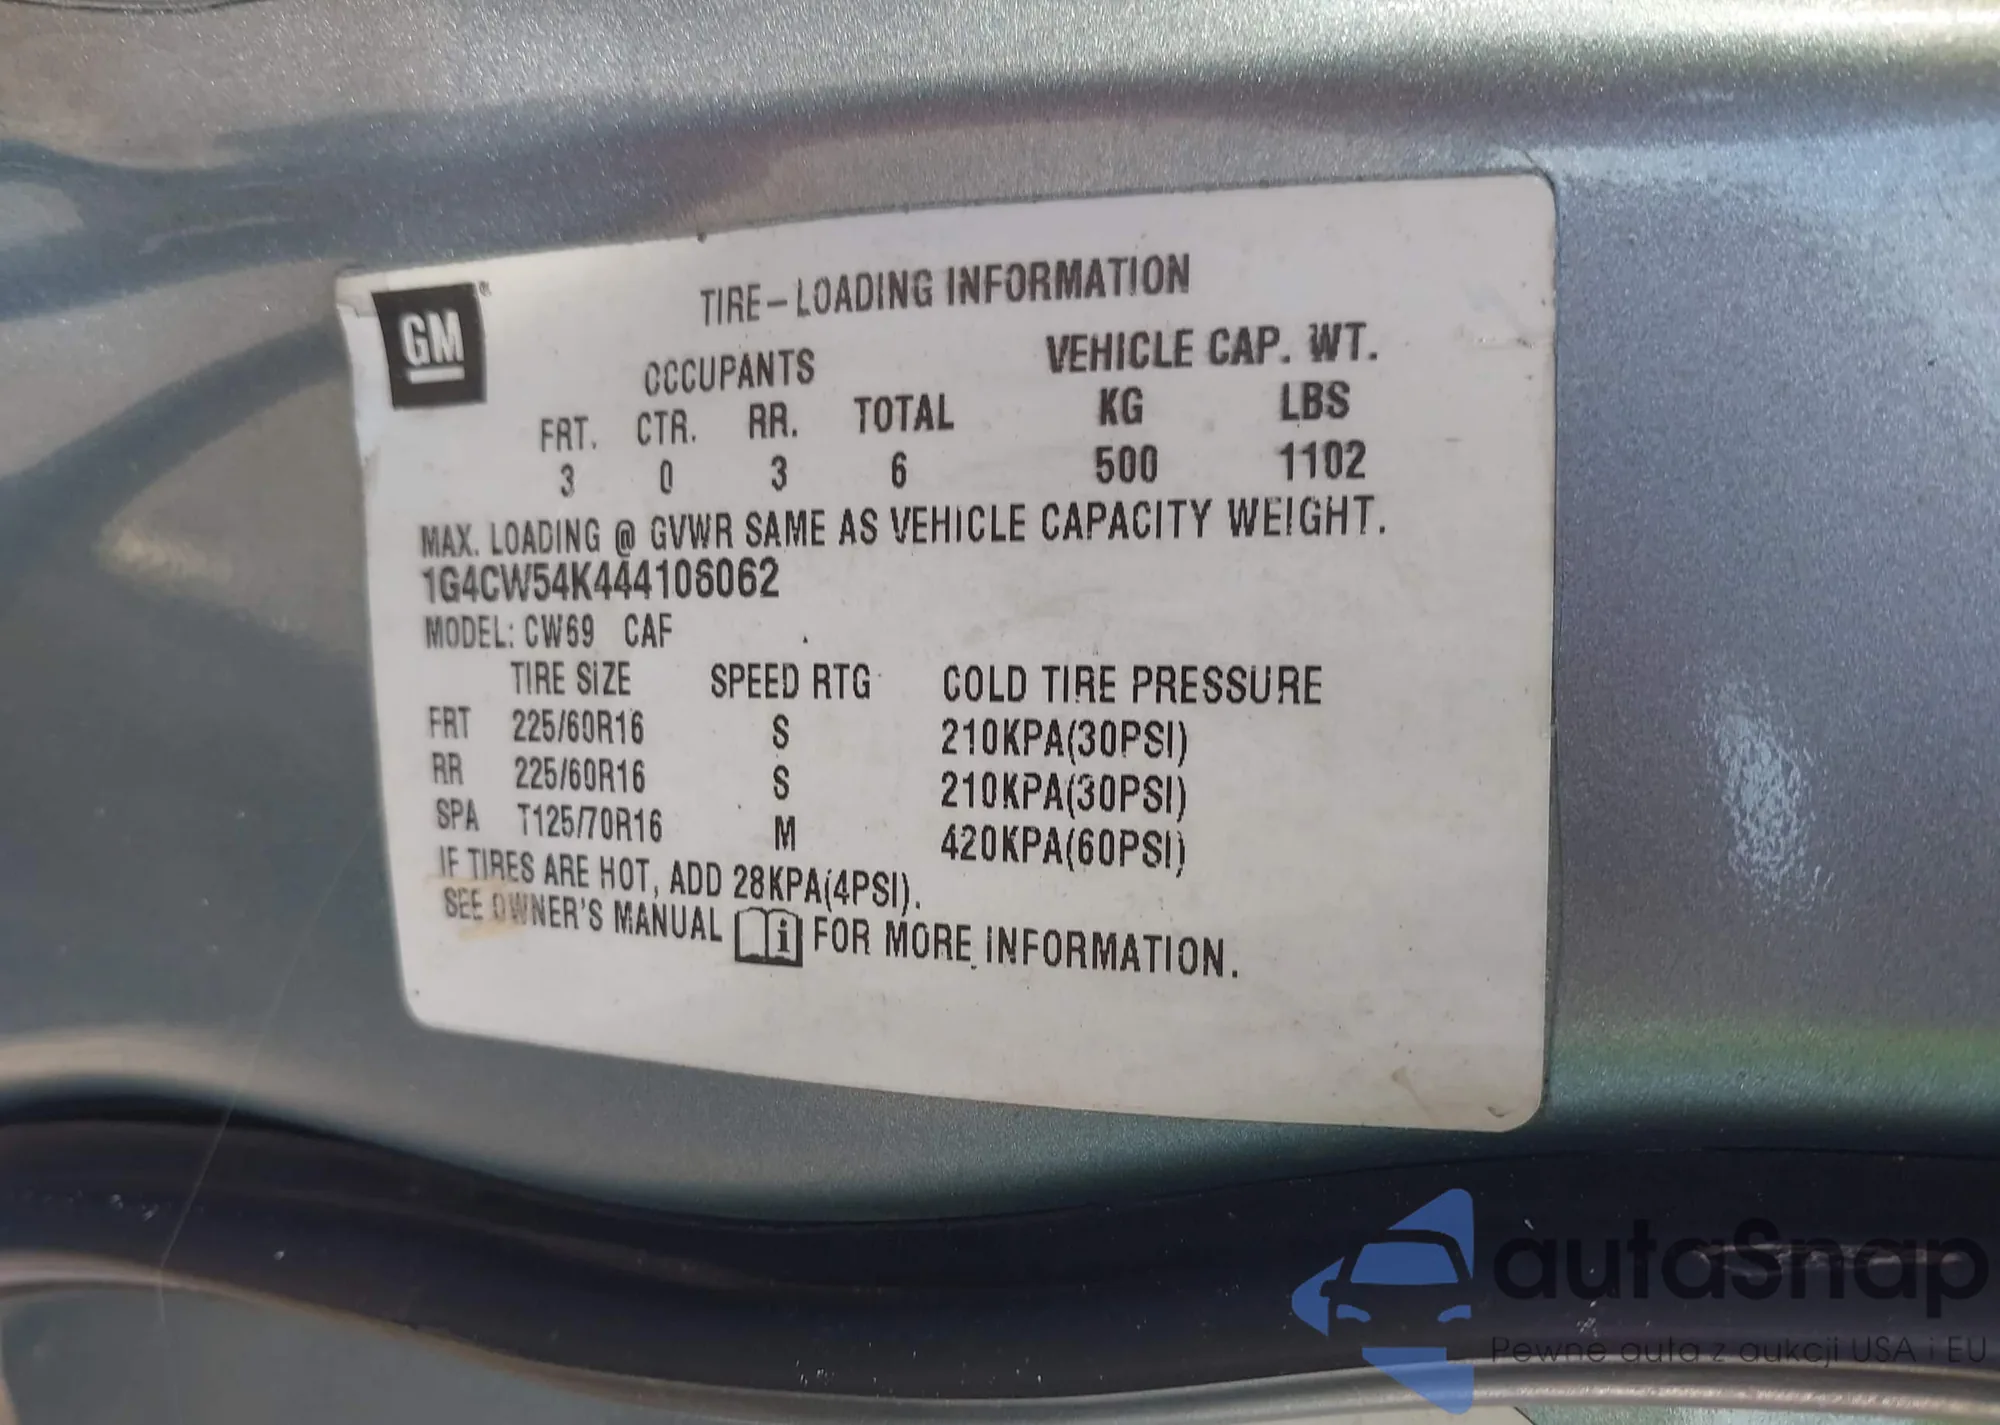 GM
TIRE-LOADING INFORMATION
OCCUPANTS VEHICLE CAP. WT.
FRT. CTR. RR. TOTAL KG LBS
3 0 3 6 500 1102
MAX. LOADING @ GVWR SAME AS VEHICLE CAPACITY WEIGHT.
1G4CW54K444106062
MODEL: CW69 CAF
TIRE SIZE SPEED RTG COLD TIRE PRESSURE
FRT 225/60R16 S 210KPA(30PSI)
RR 225/60R16 S 210KPA(30PSI)
SPA T125/70R16 M 420KPA(60PSI)
IF TIRES ARE HOT, ADD 28KPA(4PSI).
SEE OWNER'S MANUAL i FOR MORE INFORMATION.
autaSnap
Pewne auta z aukcji USA i EU